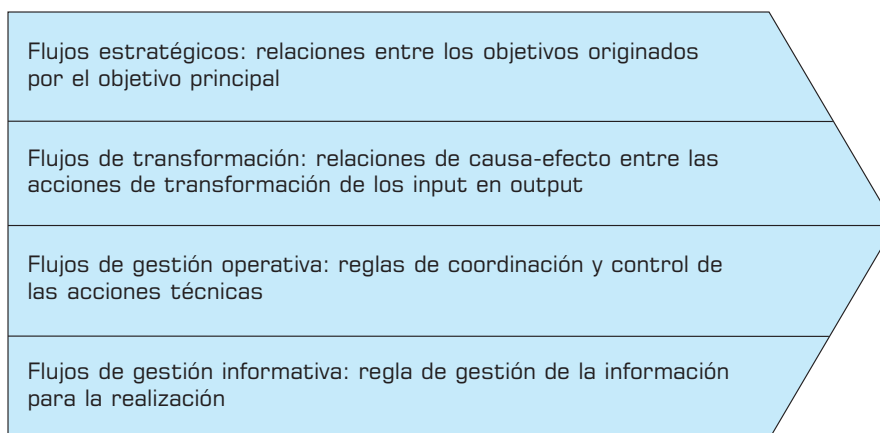 Flujos estratégicos: relaciones entre los objetivos originados
por el objetivo principal
Flujos de transformación: relaciones de causa-efecto entre las
acciones de transformación de los input en output
Flujos de gestión operativa: reglas de coordinación y control de
las acciones técnicas
Flujos de gestión informativa: regla de gestión de la información
para la realización